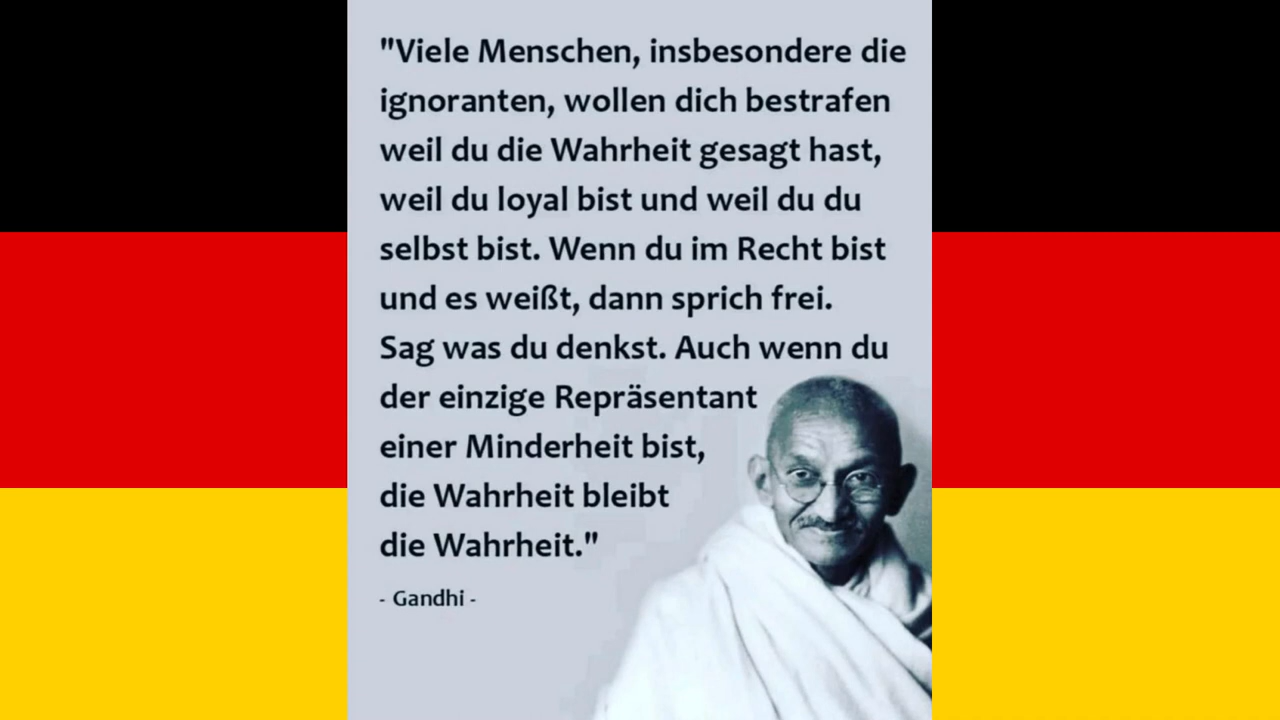 "Viele Menschen, insbesondere die
ignoranten, wollen dich bestrafen
weil du die Wahrheit gesagt hast,
weil du loyal bist und weil du du
selbst bist. Wenn du im Recht bist
und es weißt, dann sprich frei.
Sag was du denkst. Auch wenn du
der einzige Repräsentant
einer Minderheit bist,
die Wahrheit bleibt
die Wahrheit."
- Gandhi -